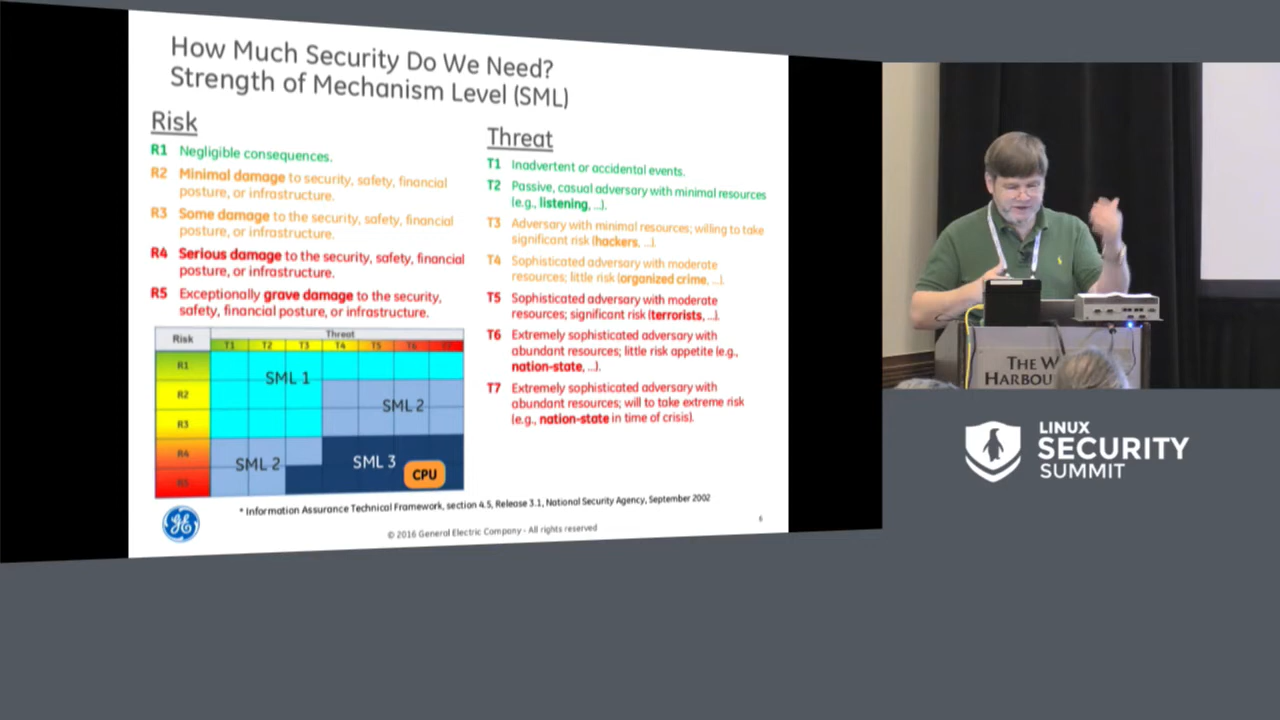 How Much Security Do We Need?
Strength of Mechanism Level (SML)
Risk
R1 Negligible consequences.
R2 Minimal damage to security, safety, financial
posture, or infrastructure.
R3 Some damage to the security, safety, financial
posture, or infrastructure.
R4 Serious damage to the security, safety, financial
posture, or infrastructure.
R5 Exceptionally grave damage to the security,
safety, financial posture, or infrastructure.
Threat
T1 Inadvertent or accidental events.
T2 Passive, casual adversary with minimal resources
(e.g., listening, ...).
T3 Adversary with minimal resources; willing to take
significant risk (hackers, ...).
T4 Sophisticated adversary with moderate
resources; little risk (organized crime, ...).
T5 Sophisticated adversary with moderate
resources; significant risk (terrorists, ...).
T6 Extremely sophisticated adversary with
abundant resources; little risk appetite (e.g.,
nation-state, ...).
T7 Extremely sophisticated adversary with
abundant resources; will to take extreme risk
(e.g., nation-state in time of crisis).
Risk Threat
T1 T2 T3 T4 T5 T6
R1
SML 1
R2
SML 2
R3
R4
SML 2 SML 3
CPU
R5
* Information Assurance Technical Framework, section 4.5, Release 3.1, National Security Agency, September 2002
© 2016 General Electric Company - All rights reserved
6
GE
THE W
HARBOU
LINUX
SECURITY
SUMMIT